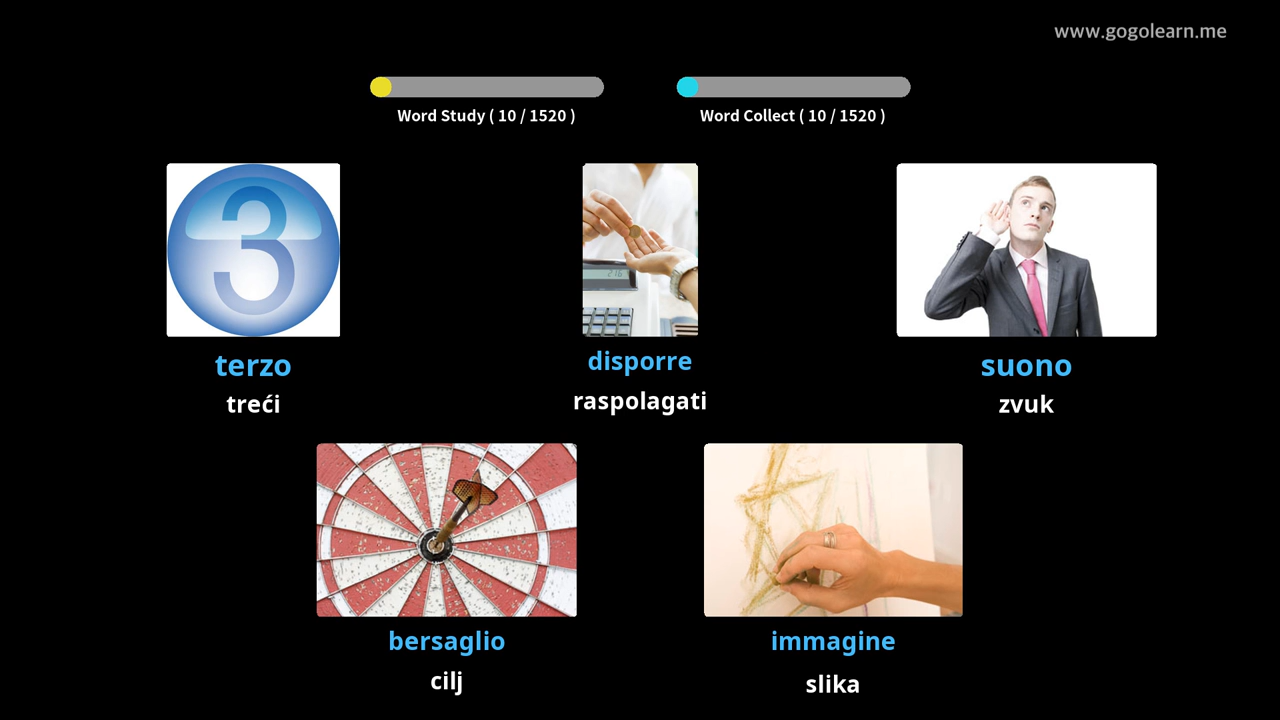 www.gogolearn.me
Word Study ( 10 / 1520 )
Word Collect ( 10 / 1520 )
3
terzo
treći
disporre
raspolagati
suono
zvuk
bersaglio
cilj
immagine
slika